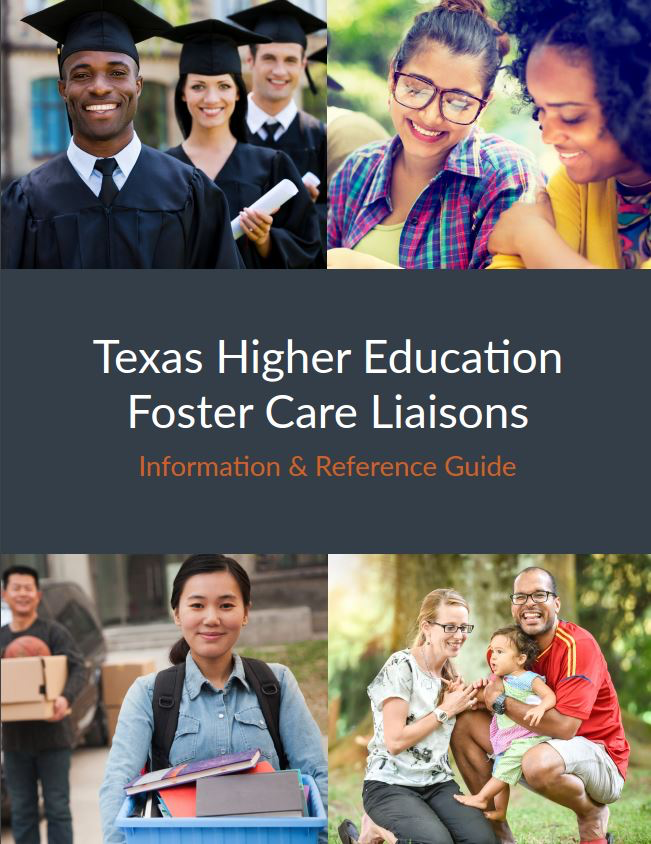 Texas Higher Education
Foster Care Liaisons
Information & Reference Guide